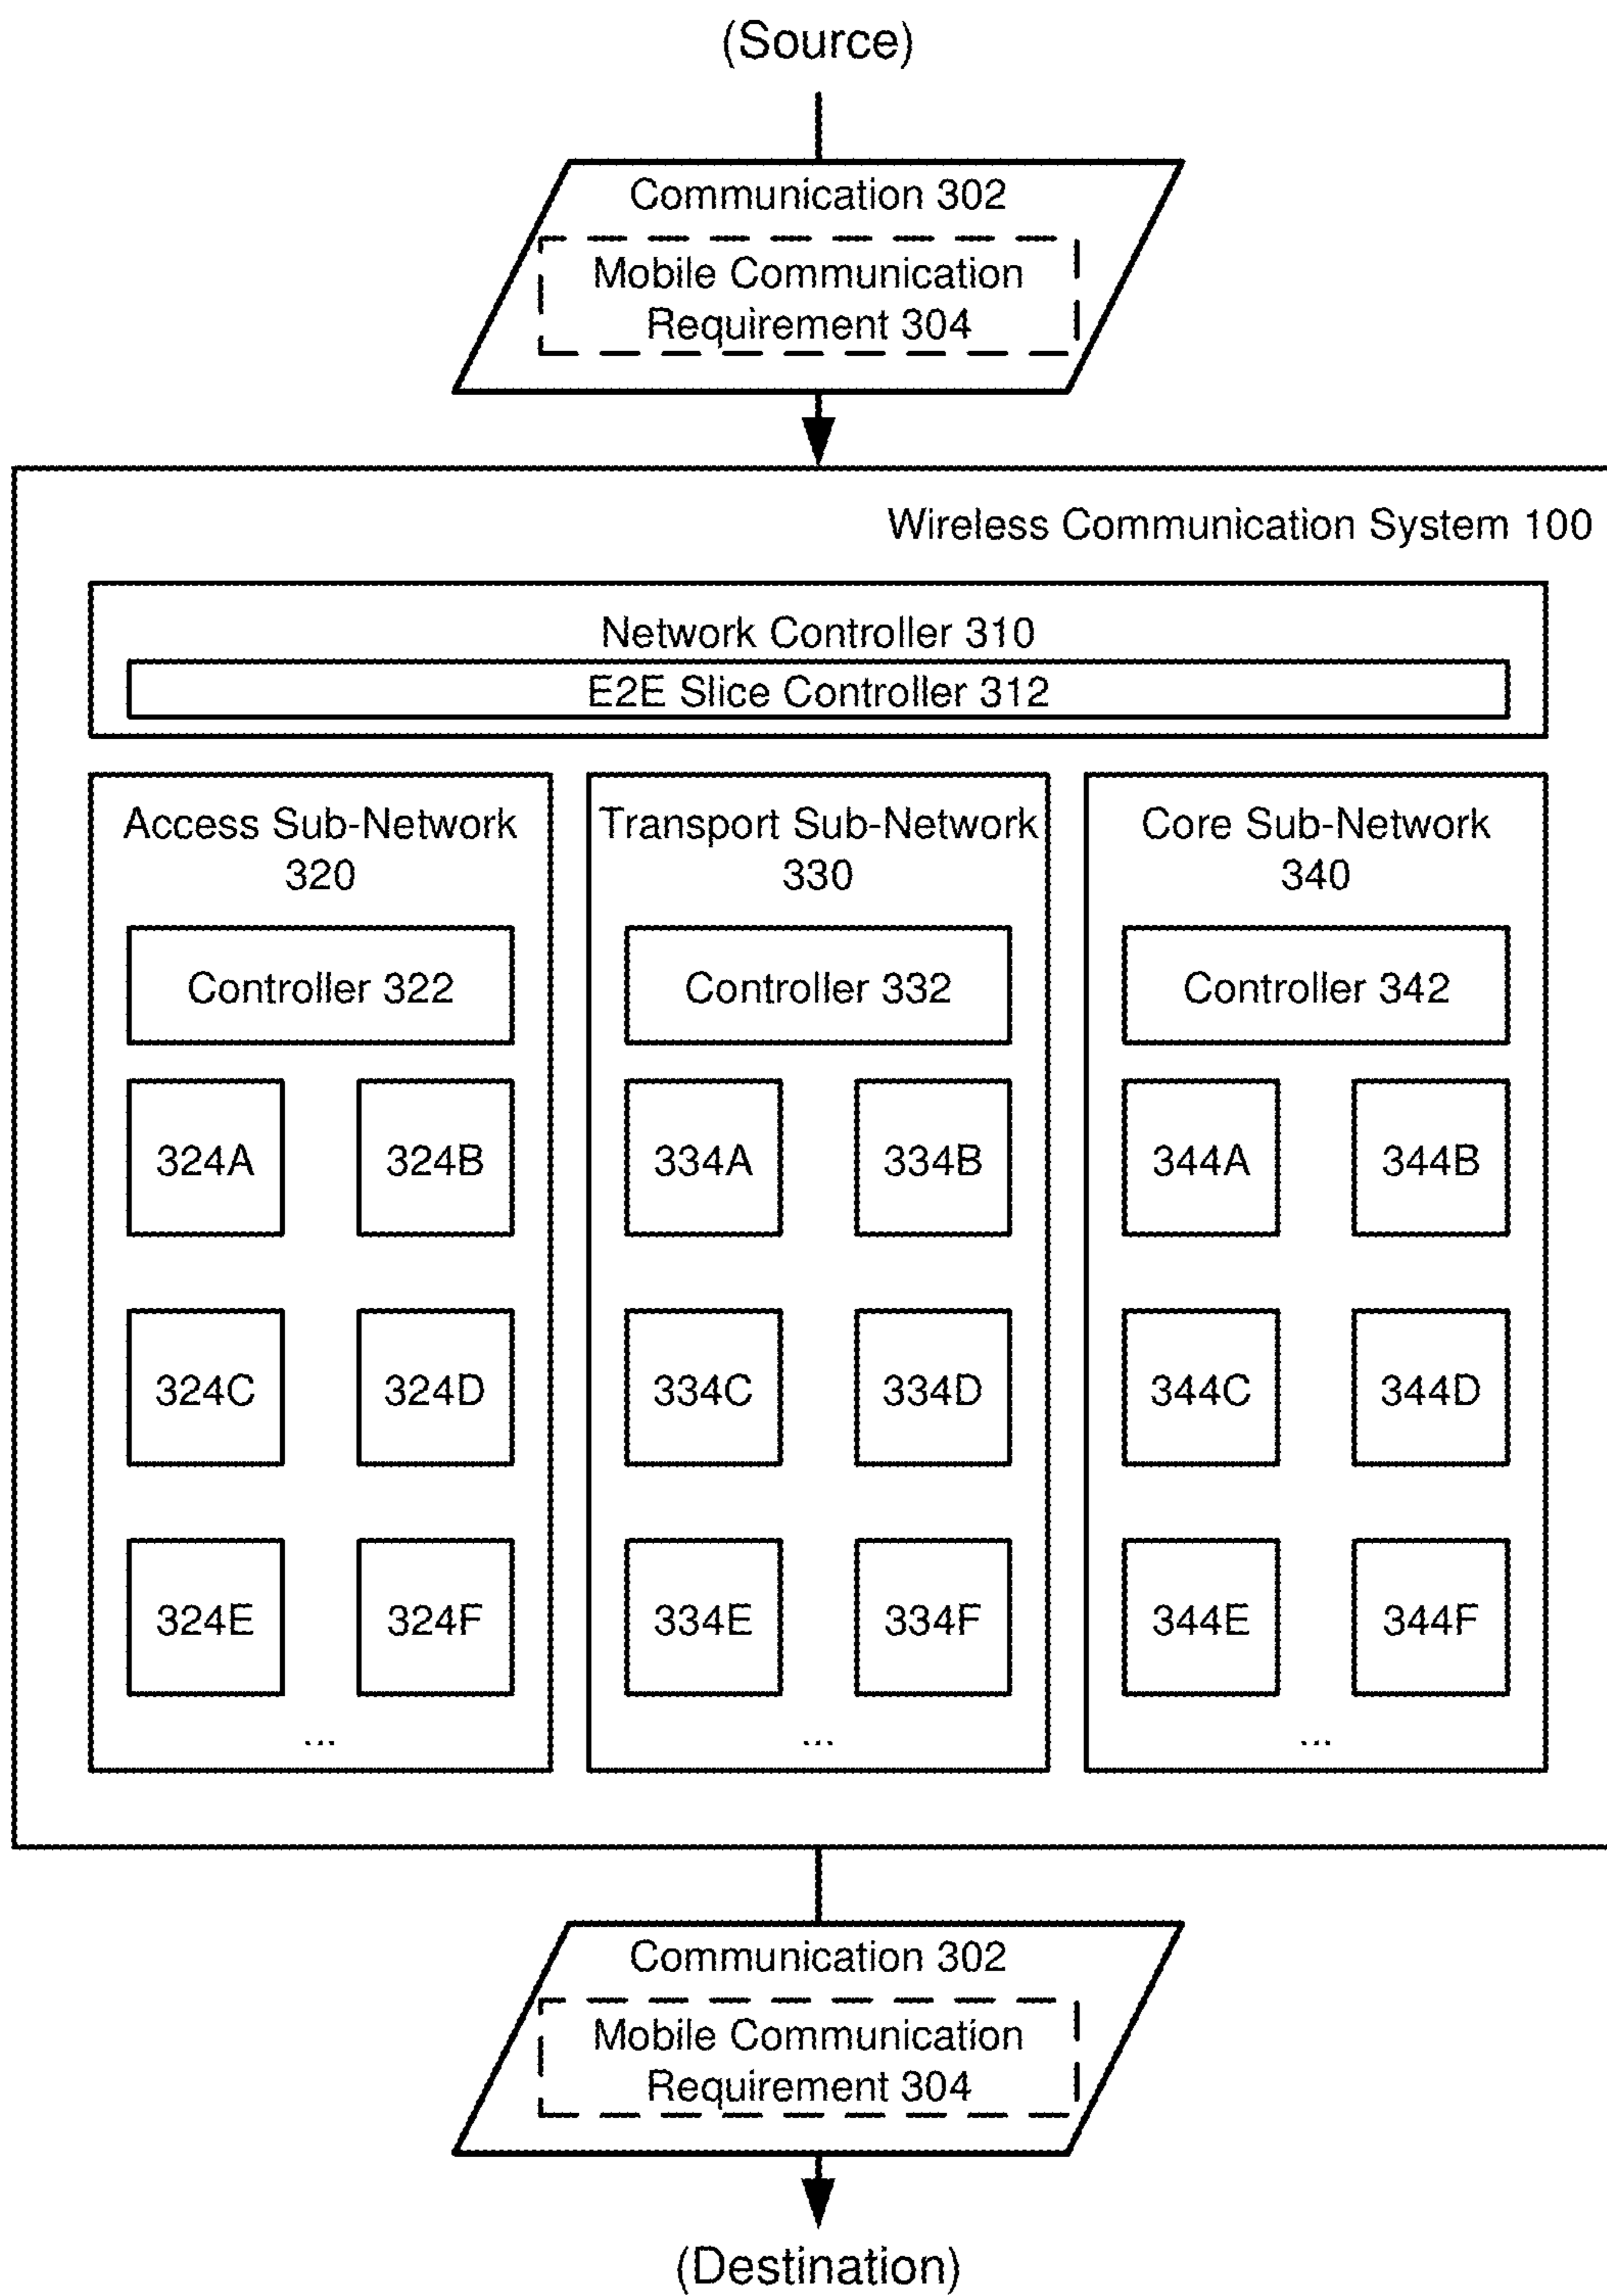 (Source)
Communication 302
Mobile Communication
Requirement 304
Wireless Communication System 100
Network Controller 310
E2E Slice Controller 312
Access Sub-Network
320
Transport Sub-Network
330
Core Sub-Network
340
Controller 322
Controller 332
Controller 342
324A 324B 334A 334B 344A 344B
324C 324D 334C 334D 344C 344D
324E 324F 334E 334F 344E 344F
... ... ...
Communication 302
Mobile Communication
Requirement 304
(Destination)